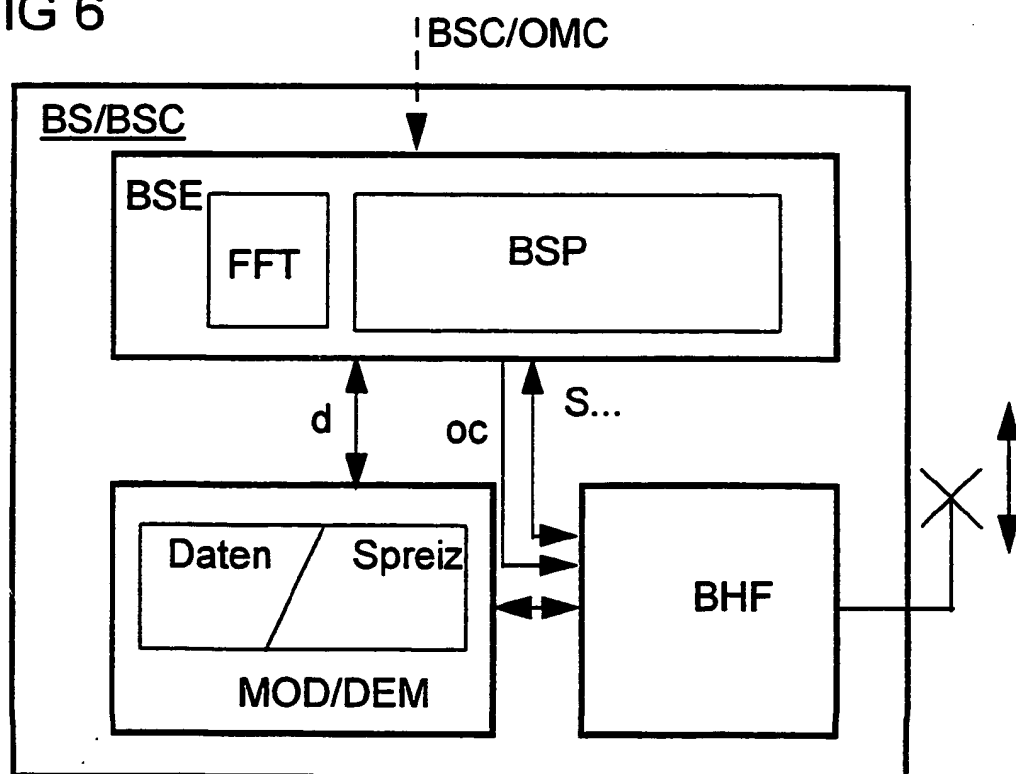 IG 6
BSC/OMC
BS/BSC
BSE
FFT
BSP
d
oc
S...
Daten
Spreiz
BHF
MOD/DEM